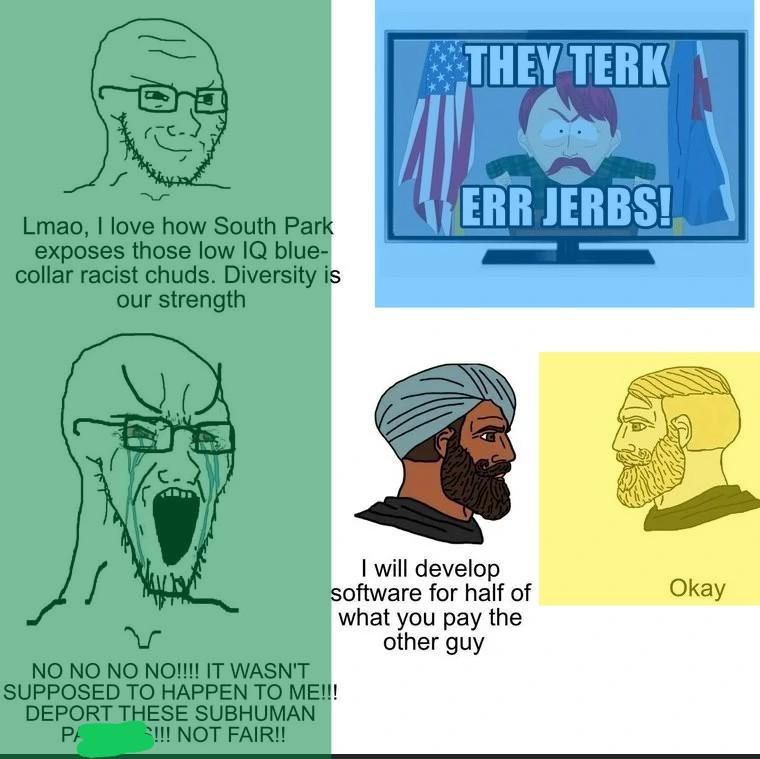 Lmao, I love how South Park
exposes those low IQ blue-
collar racist chuds. Diversity is
our strength
THEY TERK
ERR JERBS!
I will develop
software for half of
what you pay the
other guy
Okay
NO NO NO NO!!!! IT WASN'T
SUPPOSED TO HAPPEN TO ME!!!
DEPORT THESE SUBHUMAN
!!! NOT FAIR!!